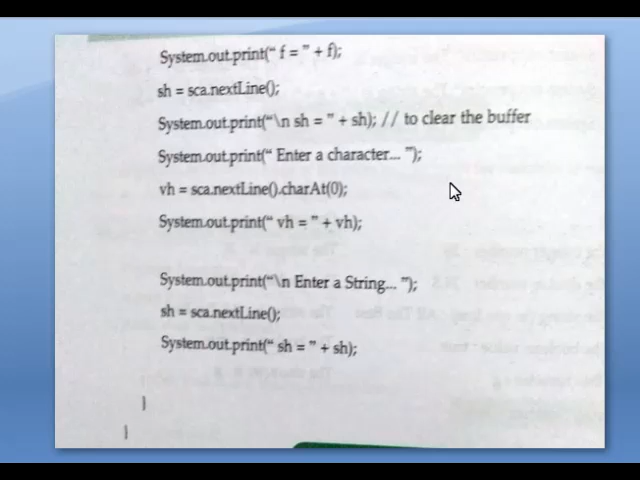 System.out.print(“ f = ” + f);
sh = sca.nextLine();
System.out.print(“\n sh = ” + sh); // to clear the buffer
System.out.print(“ Enter a character... ”);
vh = sca.nextLine().charAt(0);
System.out.print(“ vh = ” + vh);
System.out.print(“\n Enter a String... ”);
sh = sca.nextLine();
System.out.print(“ sh = ” + sh);
}
}